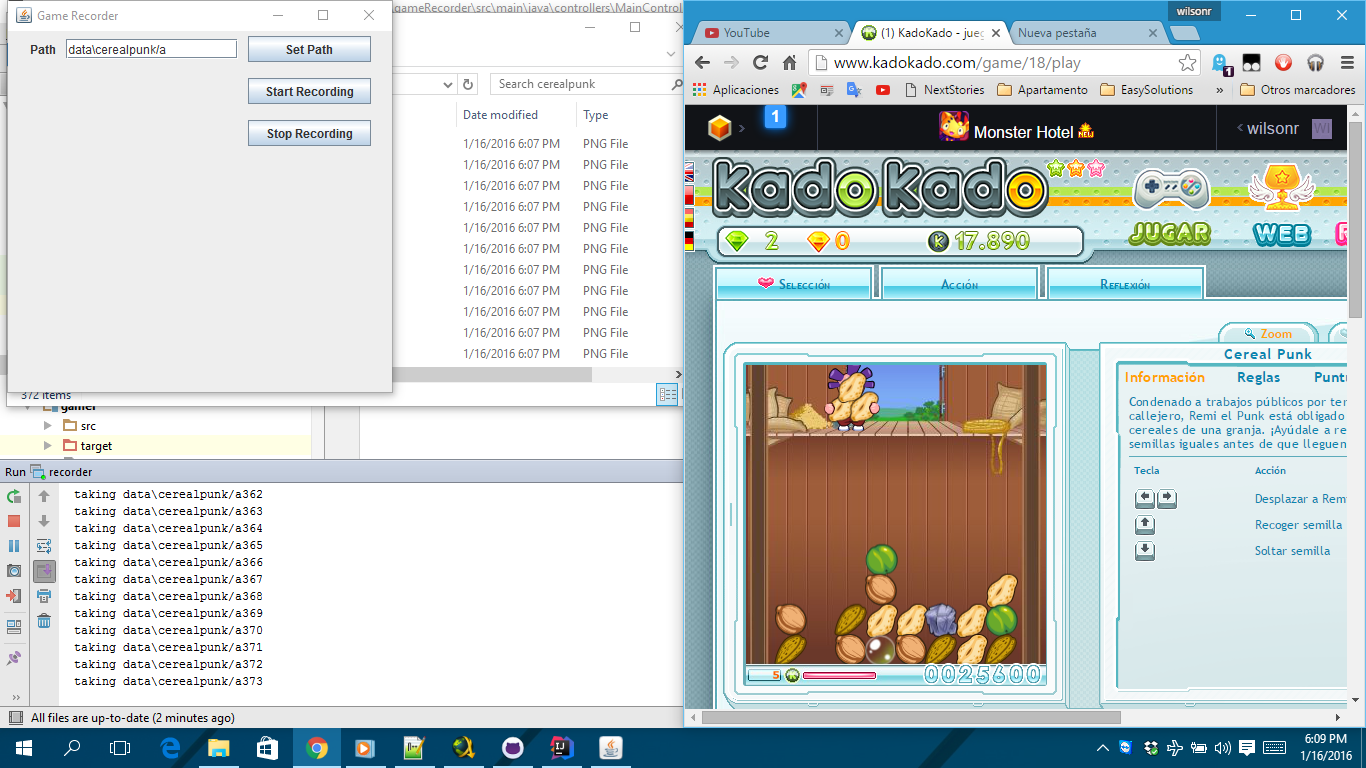 Game Recorder
Path data\cerealpunk/a Set Path
Start Recording
Stop Recording
gameRecorder\src\main\java\controllers\MainControl
Search cerealpunk
Date modified Type
1/16/2016 6:07 PM PNG File
1/16/2016 6:07 PM PNG File
1/16/2016 6:07 PM PNG File
1/16/2016 6:07 PM PNG File
1/16/2016 6:07 PM PNG File
1/16/2016 6:07 PM PNG File
1/16/2016 6:07 PM PNG File
1/16/2016 6:07 PM PNG File
1/16/2016 6:07 PM PNG File
1/16/2016 6:07 PM PNG File
1/16/2016 6:07 PM PNG File
372 items
gamer
src
target
Run recorder
taking data\cerealpunk/a362
taking data\cerealpunk/a363
taking data\cerealpunk/a364
taking data\cerealpunk/a365
taking data\cerealpunk/a366
taking data\cerealpunk/a367
taking data\cerealpunk/a368
taking data\cerealpunk/a369
taking data\cerealpunk/a370
taking data\cerealpunk/a371
taking data\cerealpunk/a372
taking data\cerealpunk/a373
All files are up-to-date (2 minutes ago)
wilsonr
YouTube (1) KadoKado - jueg Nueva pestaña
www.kadokado.com/game/18/play
1
Aplicaciones NextStories Apartamento EasySolutions » Otros marcadores
1 Monster Hotel NEW wilsonr WI
KadoKado
JUGAR WEB R
2 0 K 17.890
Selección Acción Reflexión
Zoom
Cereal Punk
Información Reglas Puntu
Condenado a trabajos públicos por ter
callejero, Remi el Punk está obligado
cereales de una granja. ¡Ayúdale a re
semillas iguales antes de que lleguen
Tecla Acción
Desplazar a Rem
Recoger semilla
Soltar semilla
5 0025600
6:09 PM
1/16/2016